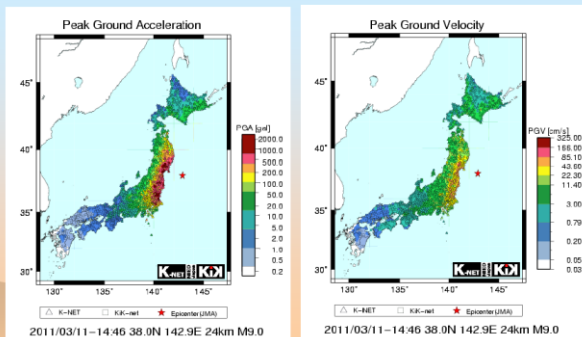 Peak Ground Acceleration
45°
40°
35°
30°
130°
135°
140°
145°
PGA [gal]
2000.0
1000.0
500.0
200.0
100.0
50.0
20.0
10.0
5.0
2.0
1.0
0.5
0.2
K-NET
KiK
K-NET
KiK-net
Epicenter(JMA)
2011/03/11-14:46 38.0N 142.9E 24km M9.0
Peak Ground Velocity
45°
40°
35°
30°
130°
135°
140°
145°
PGV [cm/s]
325.00
166.00
85.10
43.60
22.30
11.40
3.00
0.79
0.20
0.05
0.03
K-NET
KiK
K-NET
KiK-net
Epicenter(JMA)
2011/03/11-14:46 38.0N 142.9E 24km M9.0